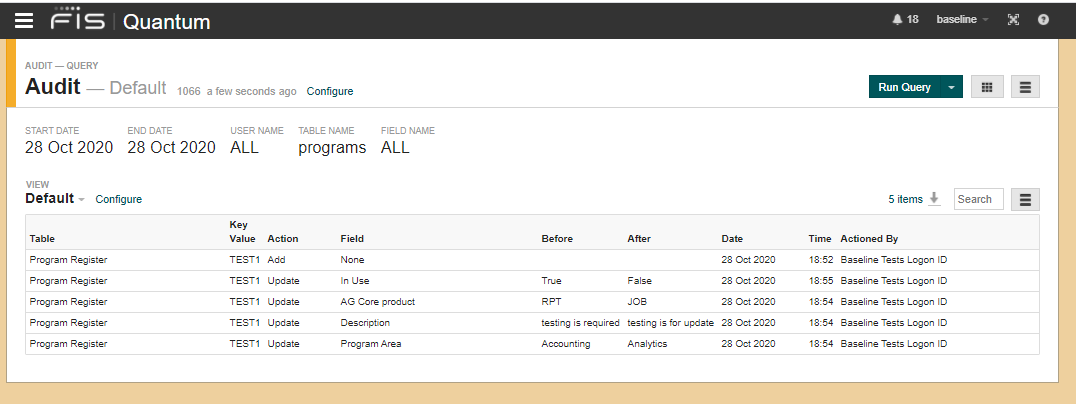 FIS Quantum 18 baseline
AUDIT — QUERY
Audit — Default 1066 a few seconds ago Configure Run Query
START DATE END DATE USER NAME TABLE NAME FIELD NAME
28 Oct 2020 28 Oct 2020 ALL programs ALL
VIEW
Default Configure 5 items Search
Table Key Value Action Field Before After Date Time Actioned By
Program Register TEST1 Add None 28 Oct 2020 18:52 Baseline Tests Logon ID
Program Register TEST1 Update In Use True False 28 Oct 2020 18:55 Baseline Tests Logon ID
Program Register TEST1 Update AG Core product RPT JOB 28 Oct 2020 18:54 Baseline Tests Logon ID
Program Register TEST1 Update Description testing is required testing is for update 28 Oct 2020 18:54 Baseline Tests Logon ID
Program Register TEST1 Update Program Area Accounting Analytics 28 Oct 2020 18:54 Baseline Tests Logon ID